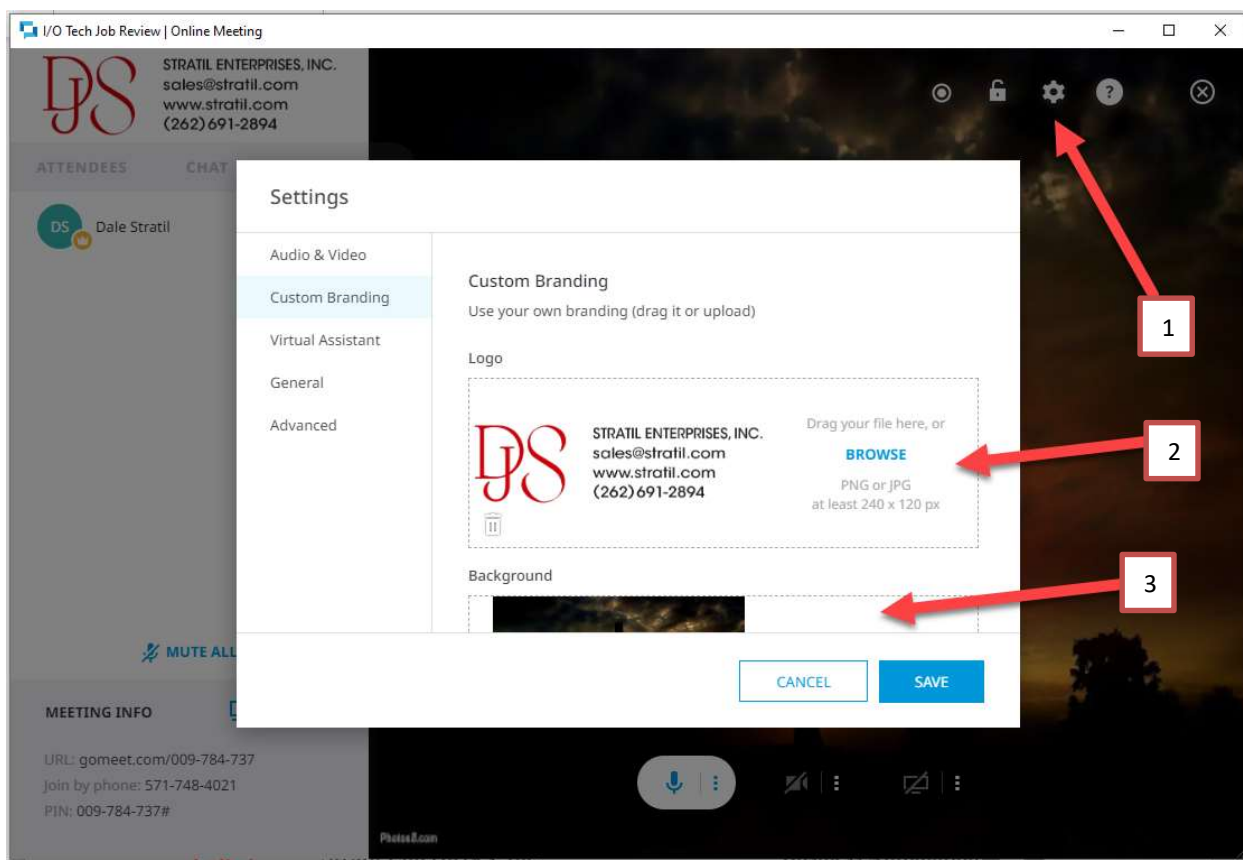 I/O Tech Job Review | Online Meeting
DJS
STRATIL ENTERPRISES, INC.
sales@stratil.com
www.stratil.com
(262) 691-2894
?
ATTENDEES CHAT
DS Dale Stratil
Settings
Audio & Video
Custom Branding
Virtual Assistant
General
Advanced
Custom Branding
Use your own branding (drag it or upload)
Logo
DJS
STRATIL ENTERPRISES, INC.
sales@stratil.com
www.stratil.com
(262) 691-2894
Drag your file here, or
BROWSE
PNG or JPG
at least 240 x 120 px
Background
CANCEL SAVE
1
2
3
MUTE ALL
MEETING INFO
URL: gomeet.com/009-784-737
Join by phone: 571-748-4021
PIN: 009-784-737#
Photos8.com